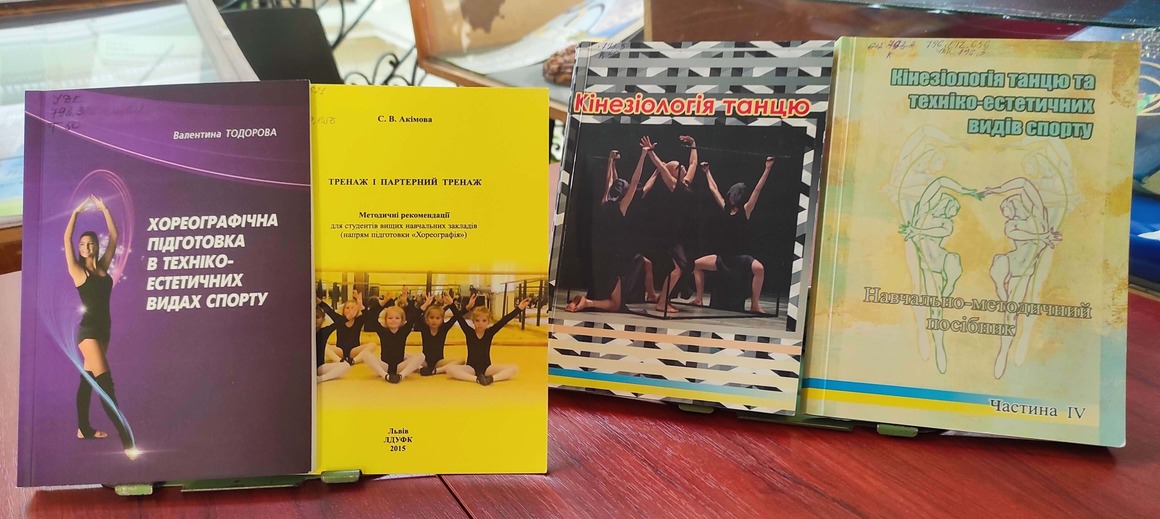 Валентина ТОДОРОВА
ХОРЕОГРАФІЧНА
ПІДГОТОВКА
В ТЕХНІКО-
ЕСТЕТИЧНИХ
ВИДАХ СПОРТУ
С. В. Акімова
ТРЕНАЖ І ПАРТЕРНИЙ ТРЕНАЖ
Методичні рекомендації
для студентів вищих навчальних закладів
(напрям підготовки «Хореографія»)
Львів
ЛДУФК
2015
Кінезіологія танцю
Кінезіологія танцю та
техніко-естетичних
видів спорту
Навчально-методичний
посібник
Частина IV